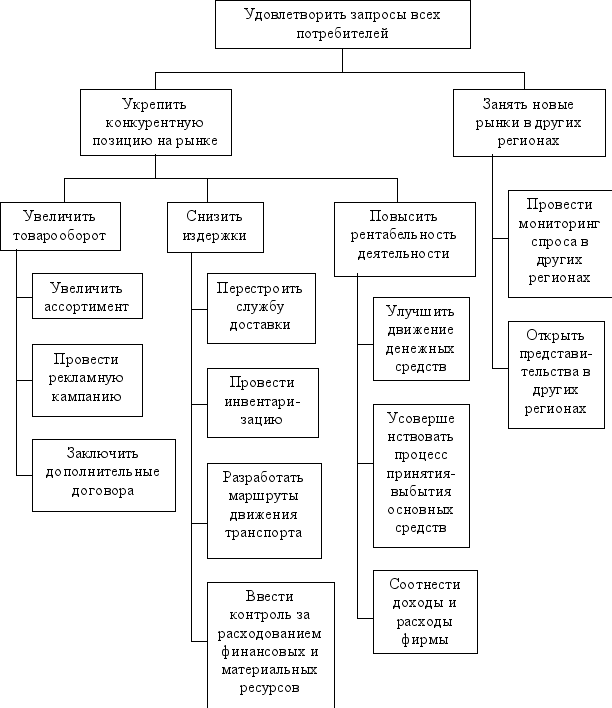 Удовлетворить запросы всех
потребителей
Укрепить
конкурентную
позицию на рынке
Занять новые
рынки в других
регионах
Увеличить
товарооборот
Снизить
издержки
Повысить
рентабельность
деятельности
Провести
мониторинг
спроса в
других
регионах
Увеличить
ассортимент
Провести
рекламную
кампанию
Заключить
дополнительные
договора
Перестроить
службу
доставки
Провести
инвентари-
зацию
Разработать
маршруты
движения
транспорта
Ввести
контроль за
расходованием
финансовых и
материальных
ресурсов
Улучшить
движение
денежных
средств
Усоверше
нствовать
процесс
принятия-
выбытия
основных
средств
Соотнести
доходы и
расходы
фирмы
Открыть
представи-
тельства в
других
регионах